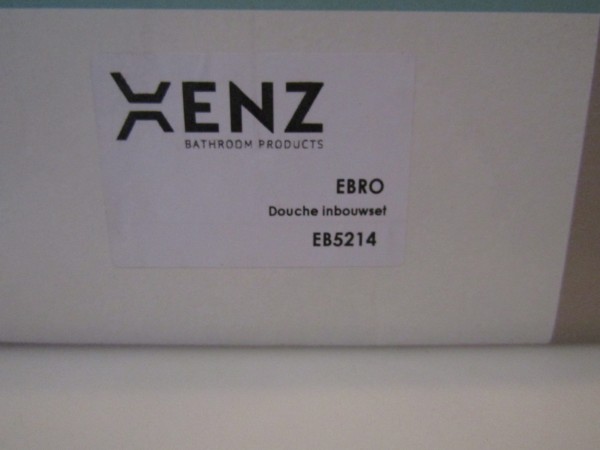 XENZ
BATHROOM PRODUCTS
EBRO
Douche inbouwset
EB5214